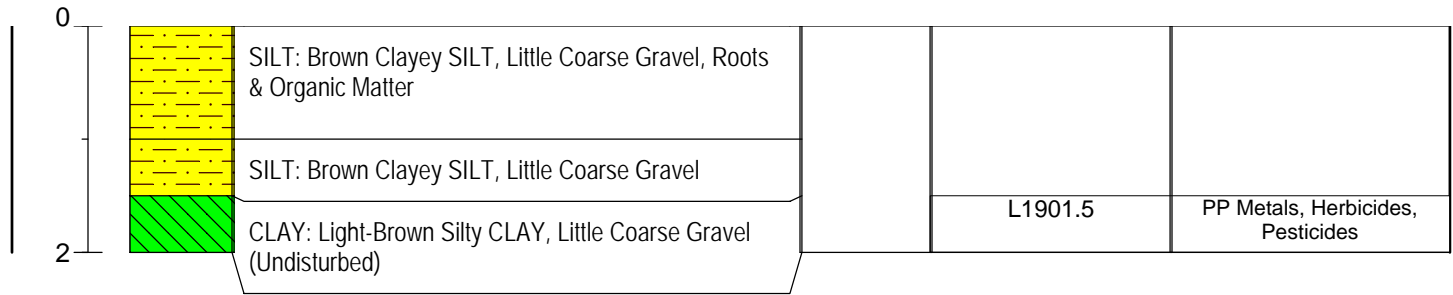 0
SILT: Brown Clayey SILT, Little Coarse Gravel, Roots
& Organic Matter
SILT: Brown Clayey SILT, Little Coarse Gravel
CLAY: Light-Brown Silty CLAY, Little Coarse Gravel
(Undisturbed)
L1901.5
PP Metals, Herbicides,
Pesticides
2